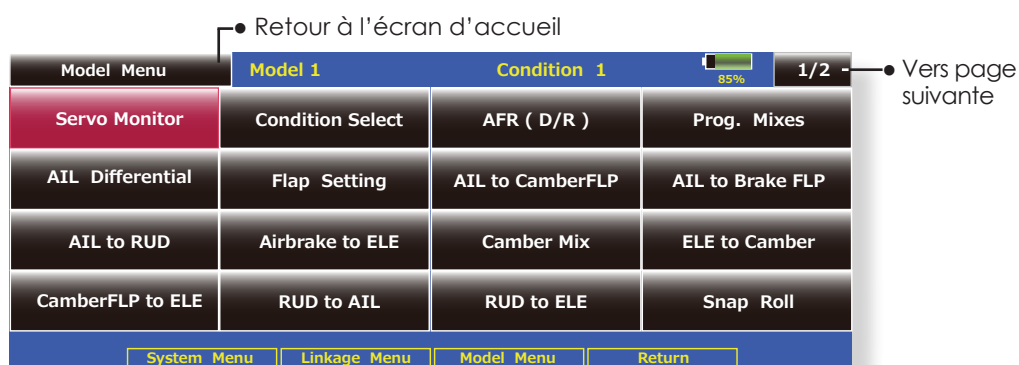 Retour à l’écran d’accueil
Model Menu Model 1 Condition 1 85% 1/2
Vers page
suivante
Servo Monitor Condition Select AFR ( D/R ) Prog. Mixes
AIL Differential Flap Setting AIL to CamberFLP AIL to Brake FLP
AIL to RUD Airbrake to ELE Camber Mix ELE to Camber
CamberFLP to ELE RUD to AIL RUD to ELE Snap Roll
System Menu Linkage Menu Model Menu Return